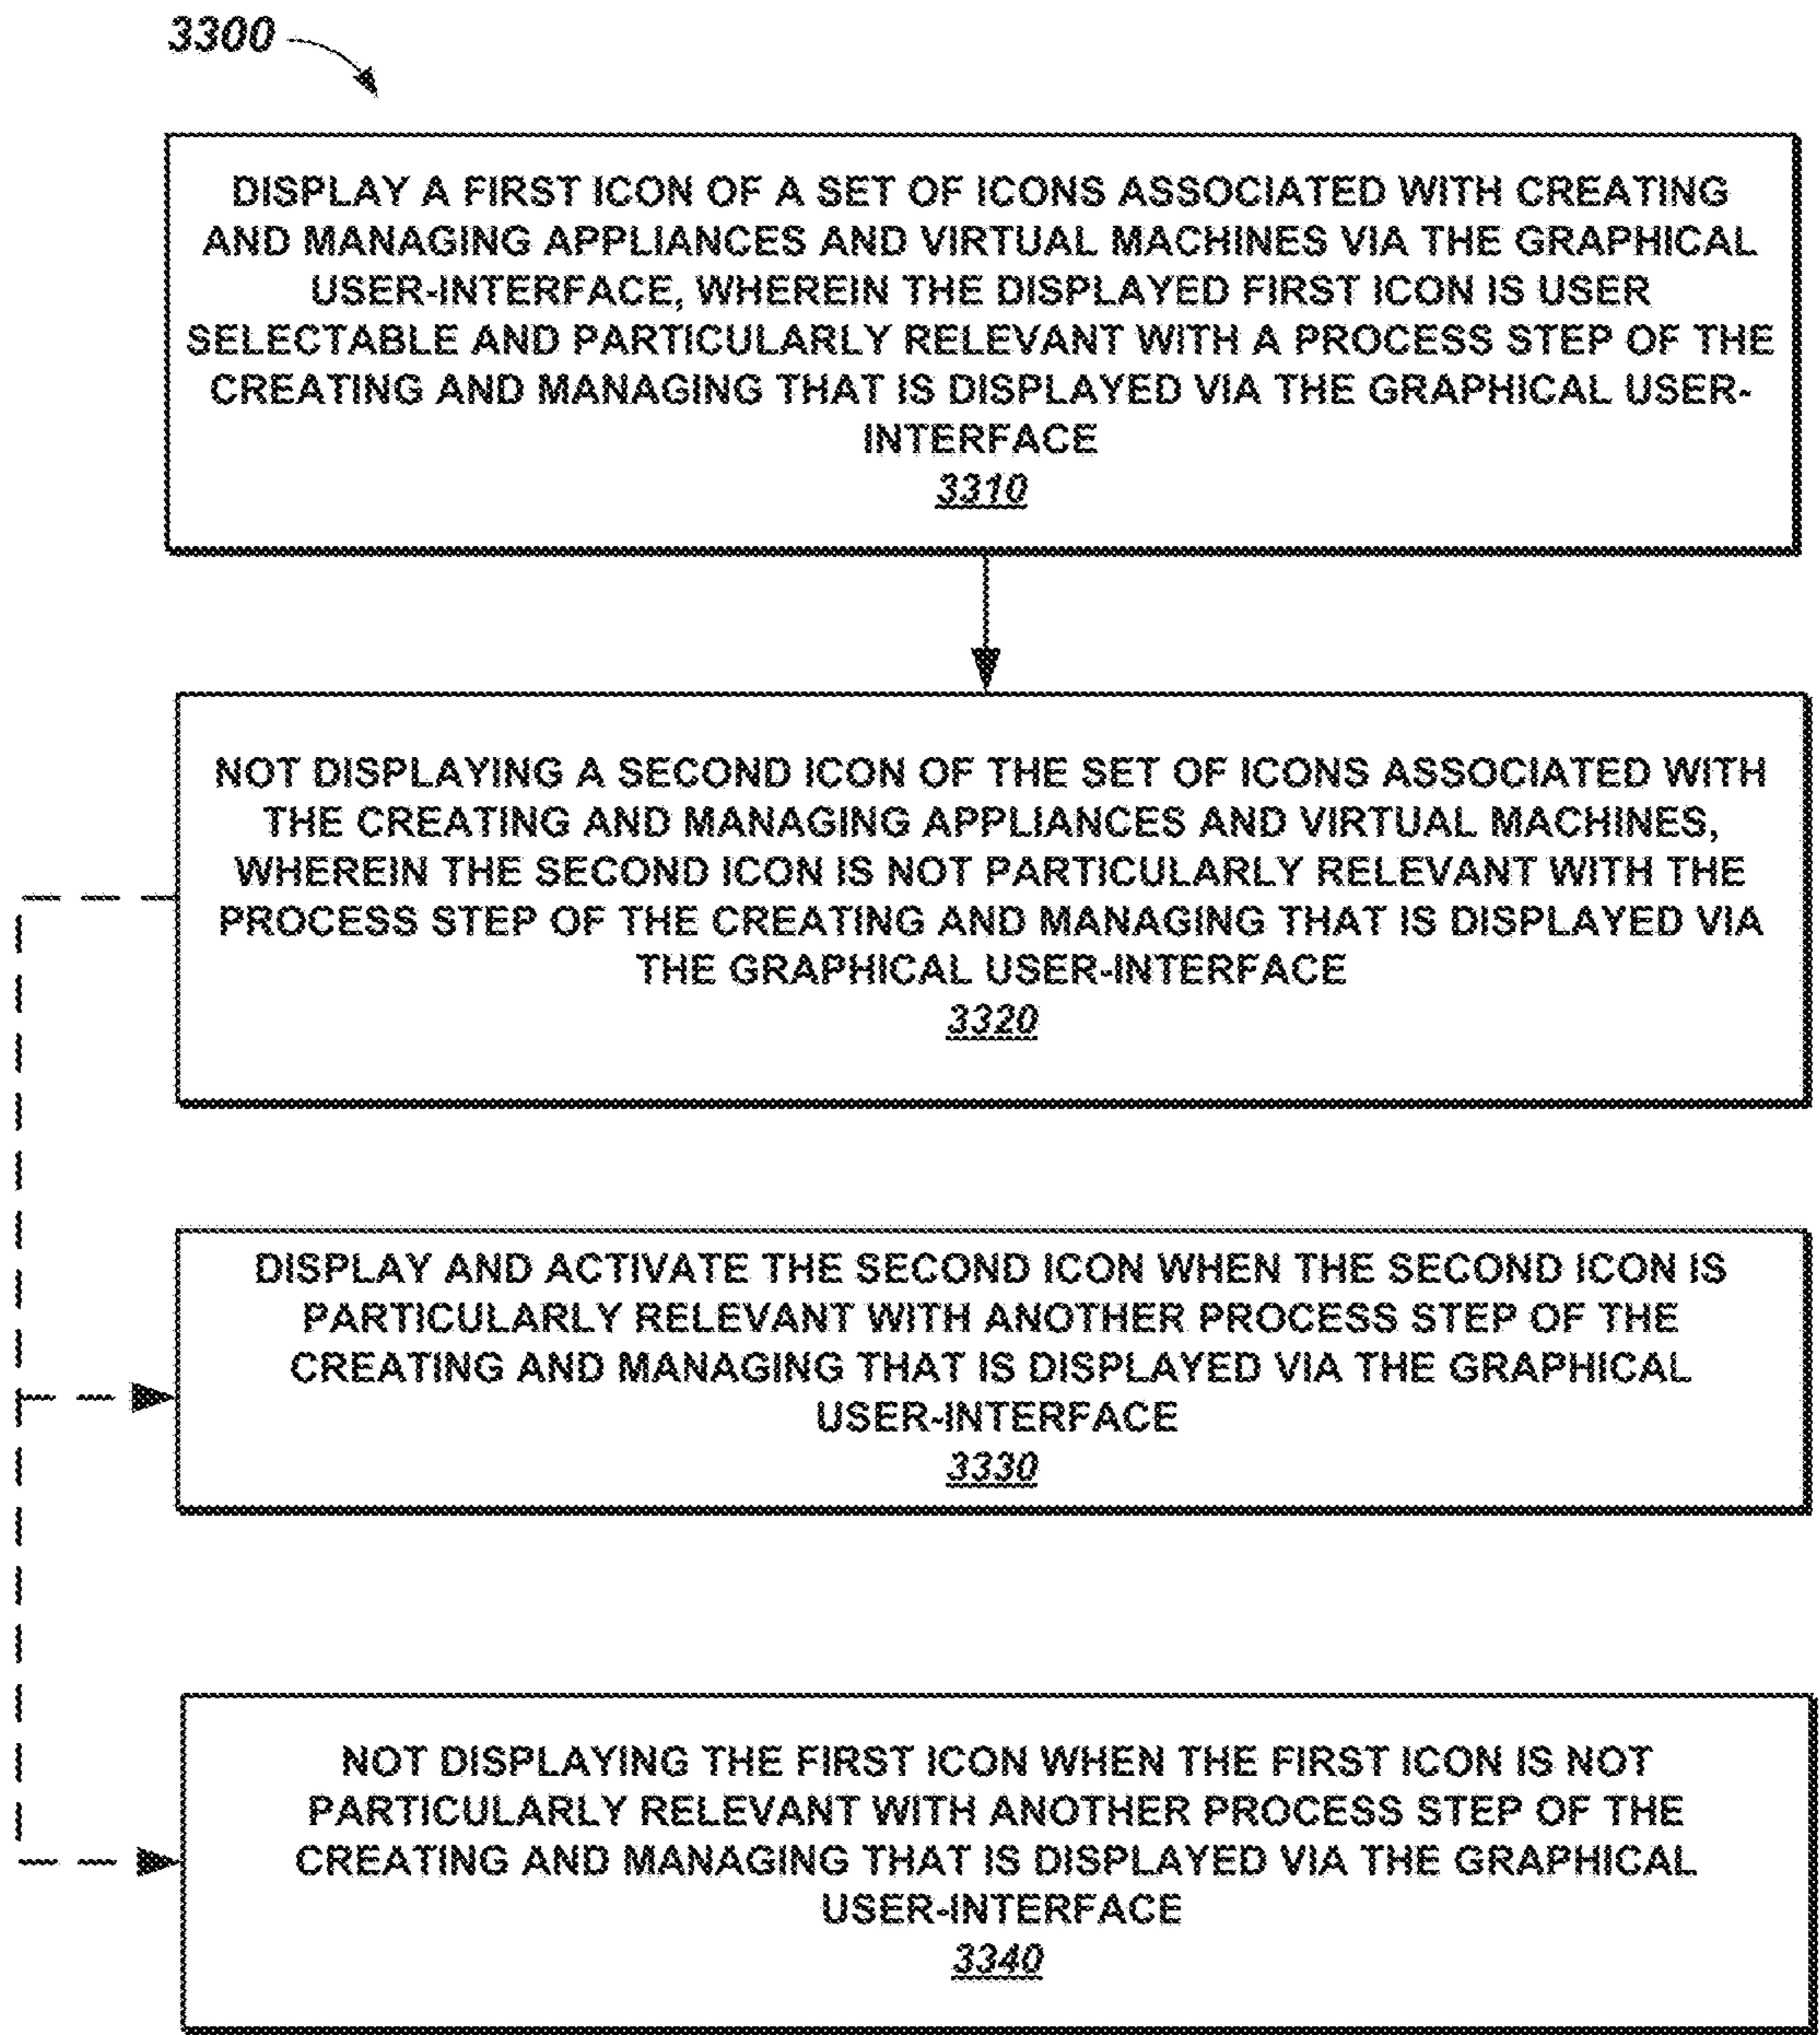 3300
DISPLAY A FIRST ICON OF A SET OF ICONS ASSOCIATED WITH CREATING
AND MANAGING APPLIANCES AND VIRTUAL MACHINES VIA THE GRAPHICAL
USER-INTERFACE, WHEREIN THE DISPLAYED FIRST ICON IS USER
SELECTABLE AND PARTICULARLY RELEVANT WITH A PROCESS STEP OF THE
CREATING AND MANAGING THAT IS DISPLAYED VIA THE GRAPHICAL USER-
INTERFACE
3310
NOT DISPLAYING A SECOND ICON OF THE SET OF ICONS ASSOCIATED WITH
THE CREATING AND MANAGING APPLIANCES AND VIRTUAL MACHINES,
WHEREIN THE SECOND ICON IS NOT PARTICULARLY RELEVANT WITH THE
PROCESS STEP OF THE CREATING AND MANAGING THAT IS DISPLAYED VIA
THE GRAPHICAL USER-INTERFACE
3320
DISPLAY AND ACTIVATE THE SECOND ICON WHEN THE SECOND ICON IS
PARTICULARLY RELEVANT WITH ANOTHER PROCESS STEP OF THE
CREATING AND MANAGING THAT IS DISPLAYED VIA THE GRAPHICAL
USER-INTERFACE
3330
NOT DISPLAYING THE FIRST ICON WHEN THE FIRST ICON IS NOT
PARTICULARLY RELEVANT WITH ANOTHER PROCESS STEP OF THE
CREATING AND MANAGING THAT IS DISPLAYED VIA THE GRAPHICAL
USER-INTERFACE
3340